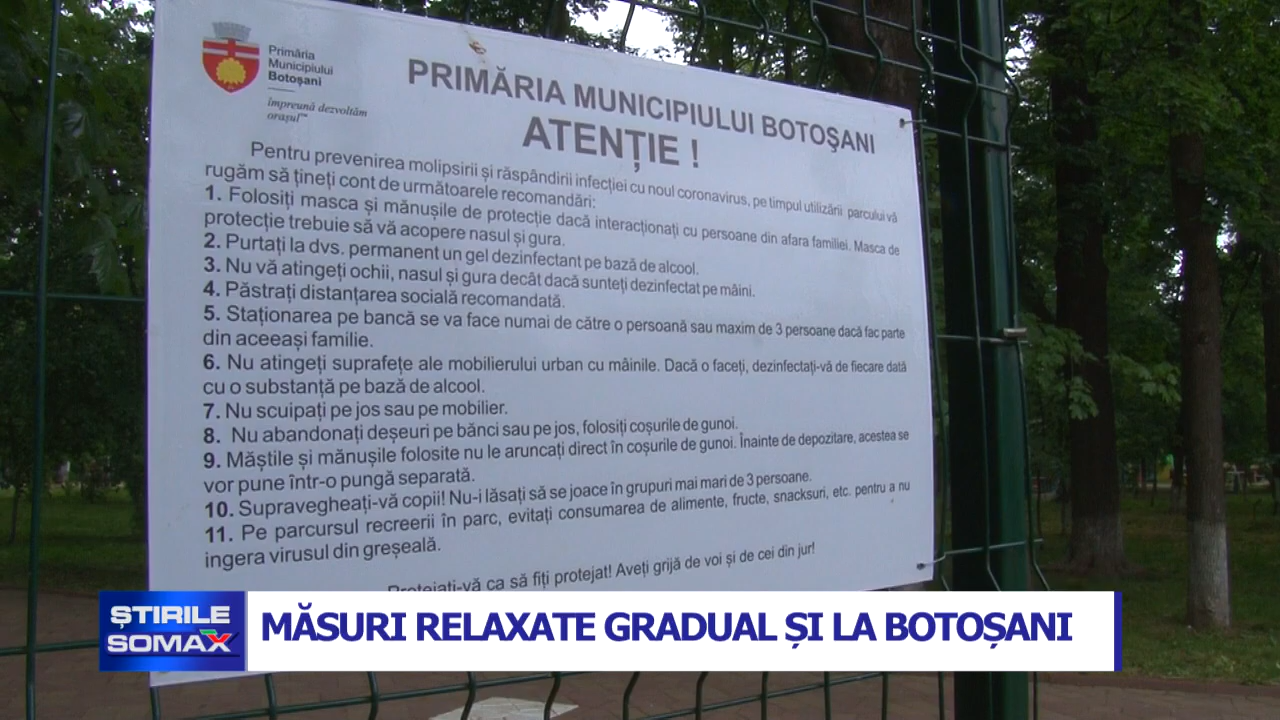 Primăria
Municipiului
Botoşani
împreună dezvoltăm
oraşul™
PRIMĂRIA MUNICIPIULUI BOTOŞANI
ATENŢIE !
Pentru prevenirea molipsirii și răspândirii infecției cu noul coronavirus, pe timpul utilizării parcului vă
rugăm să țineți cont de următoarele recomandări:
1. Folosiți masca și mănușile de protecție dacă interacționați cu persoane din afara familiei. Masca de
protecție trebuie să vă acopere nasul și gura.
2. Purtați la dvs. permanent un gel dezinfectant pe bază de alcool.
3. Nu vă atingeți ochii, nasul și gura decât dacă sunteți dezinfectat pe mâini.
4. Păstrați distanțarea socială recomandată.
5. Staționarea pe bancă se va face numai de către o persoană sau maxim de 3 persoane dacă fac parte
din aceeași familie.
6. Nu atingeți suprafețe ale mobilierului urban cu mâinile. Dacă o faceți, dezinfectați-vă de fiecare dată
cu o substanță pe bază de alcool.
7. Nu scuipați pe jos sau pe mobilier.
8. Nu abandonați deșeuri pe bănci sau pe jos, folosiți coșurile de gunoi.
9. Măștile și mănușile folosite nu le aruncați direct în coșurile de gunoi. Înainte de depozitare, acestea se
vor pune într-o pungă separată.
10. Supravegheați-vă copii! Nu-i lăsați să se joace în grupuri mai mari de 3 persoane.
11. Pe parcursul recreerii în parc, evitați consumarea de alimente, fructe, snacksuri, etc. pentru a nu
ingera virusul din greșeală.
Protejați-vă ca să fiți protejat! Aveți grijă de voi și de cei din jur!
ȘTIRILE
SOMAX TV
MĂSURI RELAXATE GRADUAL ȘI LA BOTOȘANI